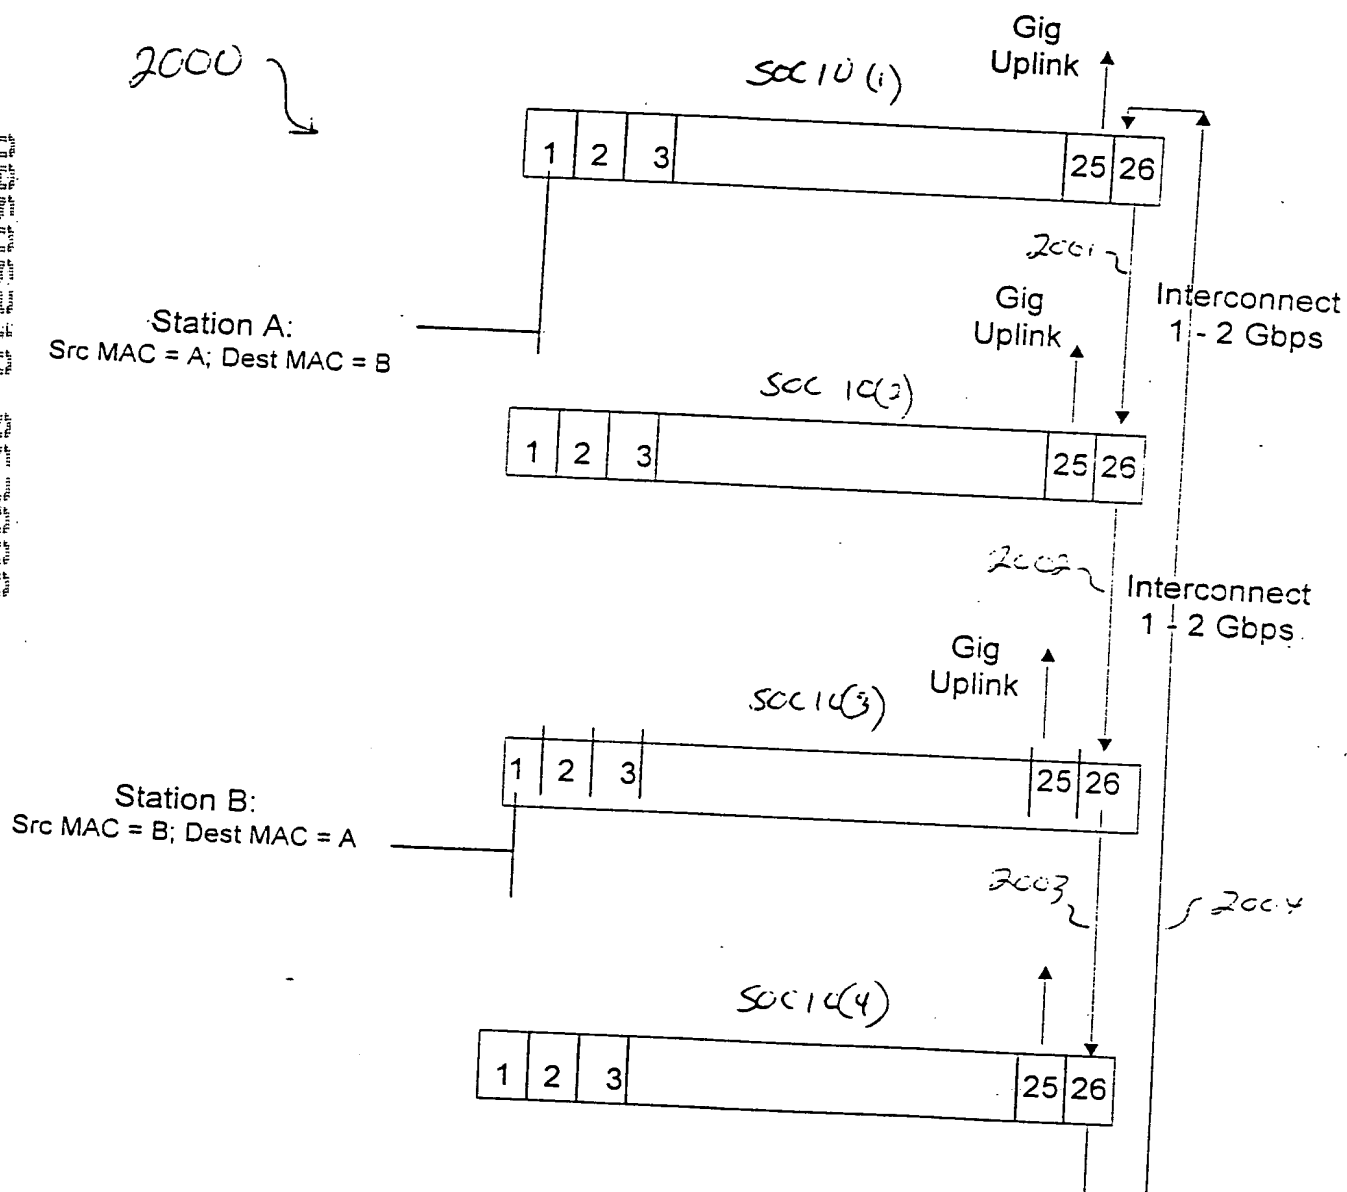 2000
SOC 10 (1)
Gig
Uplink
1 2 3 25 26
2001
Interconnect
1 - 2 Gbps
Station A:
Src MAC = A; Dest MAC = B
Gig
Uplink
SOC 10(2)
1 2 3 25 26
2002
Interconnect
1 - 2 Gbps
Gig
Uplink
SOC 10(3)
1 2 3 25 26
Station B:
Src MAC = B; Dest MAC = A
2003
2004
SOC 10(4)
1 2 3 25 26